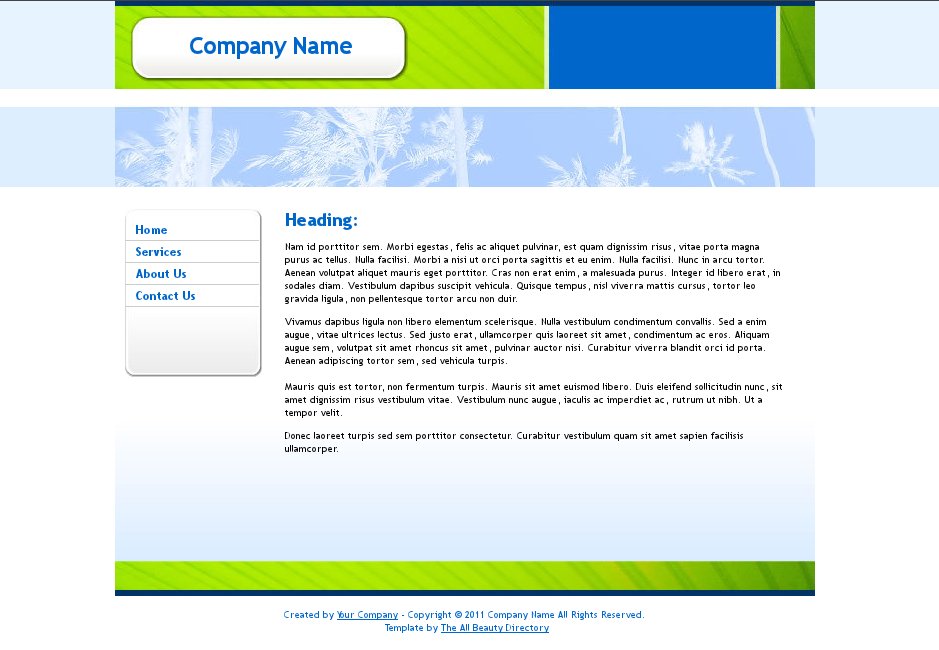 Company Name
Home
Services
About Us
Contact Us
Heading:
Nam id porttitor sem. Morbi egestas, felis ac aliquet pulvinar, est quam dignissim risus, vitae porta magna
purus ac tellus. Nulla facilisi. Morbi a nisi ut orci porta sagittis et eu enim. Nulla facilisi. Nunc in arcu tortor.
Aenean volutpat aliquet mauris eget porttitor. Cras non erat enim, a malesuada purus. Integer id libero erat, in
sodales diam. Vestibulum dapibus suscipit vehicula. Quisque tempus, nisl viverra mattis cursus, tortor leo
gravida ligula, non pellentesque tortor arcu non duir.
Vivamus dapibus ligula non libero elementum scelerisque. Nulla vestibulum condimentum convallis. Sed a enim
augue, vitae ultrices lectus. Sed justo erat, ullamcorper quis laoreet sit amet, condimentum ac eros. Aliquam
augue sem, volutpat sit amet rhoncus sit amet, pulvinar auctor nisi. Curabitur viverra blandit orci id porta.
Aenean adipiscing tortor sem, sed vehicula turpis.
Mauris quis est tortor, non fermentum turpis. Mauris sit amet euismod libero. Duis eleifend sollicitudin nunc, sit
amet dignissim risus vestibulum vitae. Vestibulum nunc augue, iaculis ac imperdiet ac, rutrum ut nibh. Ut a
tempor velit.
Donec laoreet turpis sed sem porttitor consectetur. Curabitur vestibulum quam sit amet sapien facilisis
ullamcorper.
Created by Your Company - Copyright © 2011 Company Name All Rights Reserved.
Template by The All Beauty Directory